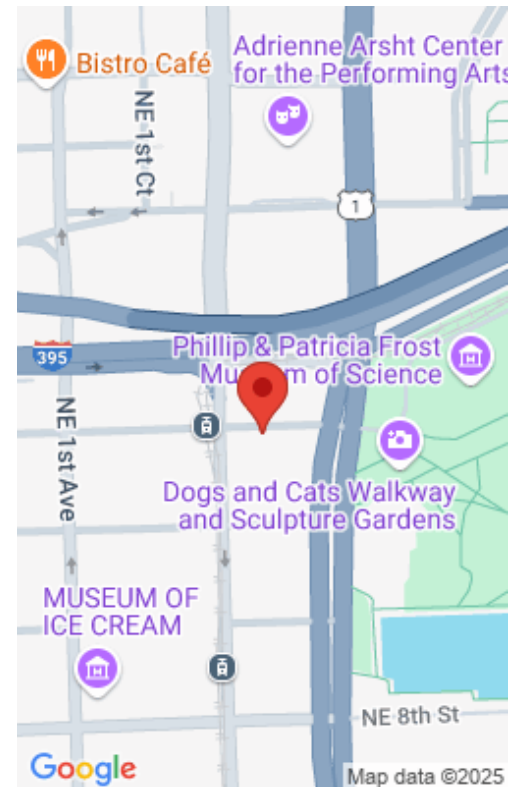 Adrienne Arsht Center
for the Performing Arts
Bistro Café
NE 1st Ct
1
395
Phillip & Patricia Frost
Museum of Science
NE 1st Ave
Dogs and Cats Walkway
and Sculpture Gardens
MUSEUM OF
ICE CREAM
NE 8th St
Google
Map data ©2025